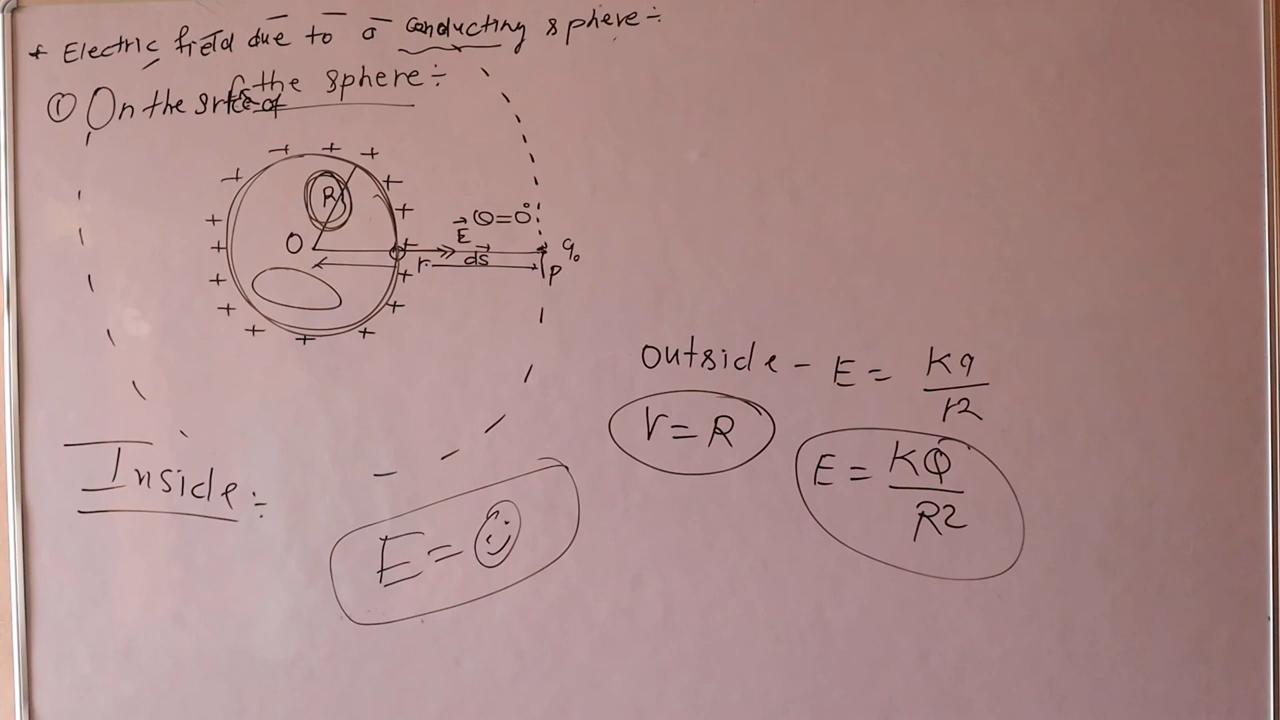 * Electric field due to a conducting sphere ÷
① On the srface of the sphere ÷
R
O
E ds θ=0°
r
q₀
P
outside - E = Kq/r2
r = R
E = KQ/R2
Inside ÷
E = 0